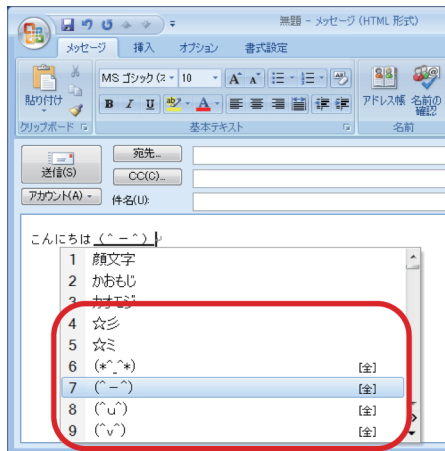 無題 - メッセージ (HTML 形式)
メッセージ 挿入 オプション 書式設定
貼り付け
MS ゴシック (2 10 A A
B I U ab A
アドレス帳 名前の確認
クリップボード 基本テキスト 名前
送信(S)
宛先...
CC(C)...
アカウント(A)
件名(U):
こんにちは (^-^)
1 顔文字
2 かおもじ
3 カオモジ
4 ☆彡
5 ☆ミ
6 (*^_^*) [全]
7 (^-^) [全]
8 (^u^) [全]
9 (^v^) [全]